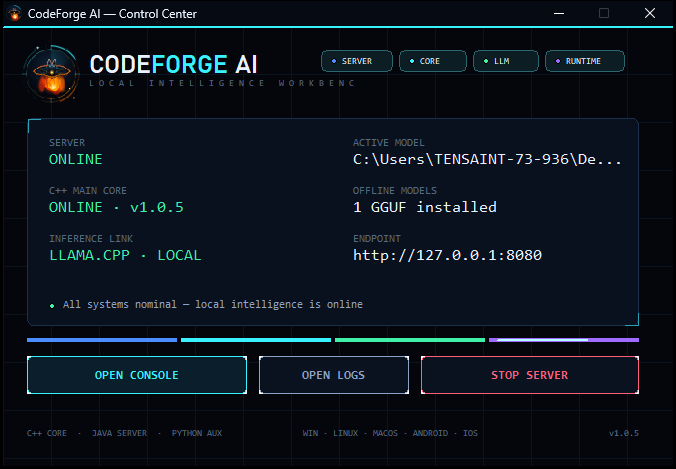 CodeForge AI — Control Center
CODEFORGE AI
LOCAL INTELLIGENCE WORKBENC
SERVER
CORE
LLM
RUNTIME
SERVER
ONLINE
ACTIVE MODEL
C:\Users\TENSAINT-73-936\De...
C++ MAIN CORE
ONLINE · v1.0.5
OFFLINE MODELS
1 GGUF installed
INFERENCE LINK
LLAMA.CPP · LOCAL
ENDPOINT
http://127.0.0.1:8080
All systems nominal — local intelligence is online
OPEN CONSOLE
OPEN LOGS
STOP SERVER
C++ CORE · JAVA SERVER · PYTHON AUX
WIN · LINUX · MACOS · ANDROID · IOS
v1.0.5